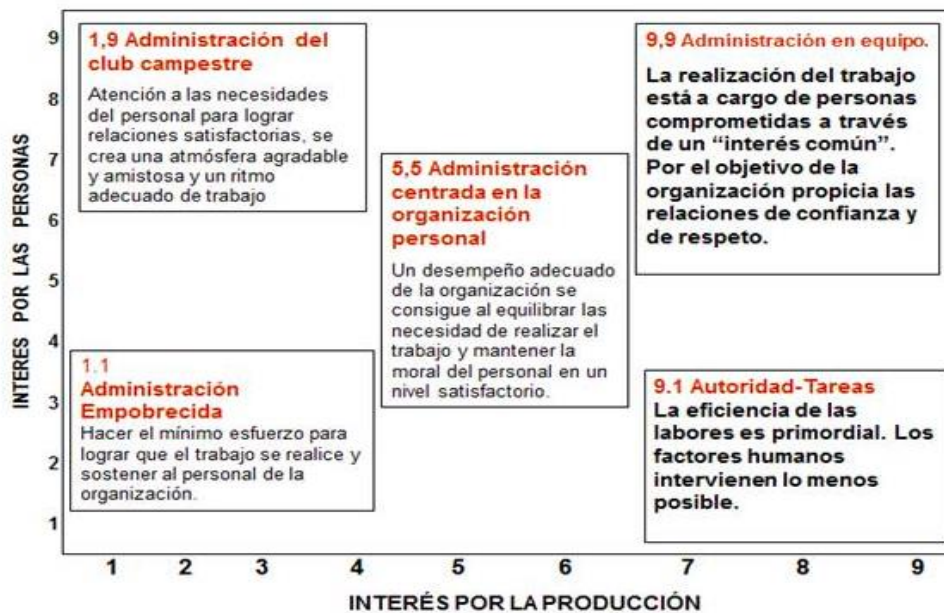 INTERES POR LAS PERSONAS
9
8
7
6
5
4
3
2
1
1,9 Administración del
club campestre
Atención a las necesidades
del personal para lograr
relaciones satisfactorias, se
crea una atmósfera agradable
y amistosa y un ritmo
adecuado de trabajo
9,9 Administración en equipo.
La realización del trabajo
está a cargo de personas
comprometidas a través
de un “interés común”.
Por el objetivo de la
organización propicia las
relaciones de confianza y
de respeto.
5,5 Administración
centrada en la
organización
personal
Un desempeño adecuado
de la organización se
consigue al equilibrar las
necesidad de realizar el
trabajo y mantener la
moral del personal en un
nivel satisfactorio.
1.1
Administración
Empobrecida
Hacer el mínimo esfuerzo para
lograr que el trabajo se realice y
sostener al personal de la
organización.
9.1 Autoridad-Tareas
La eficiencia de las
labores es primordial. Los
factores humanos
intervienen lo menos
posible.
1 2 3 4 5 6 7 8 9
INTERÉS POR LA PRODUCCIÓN